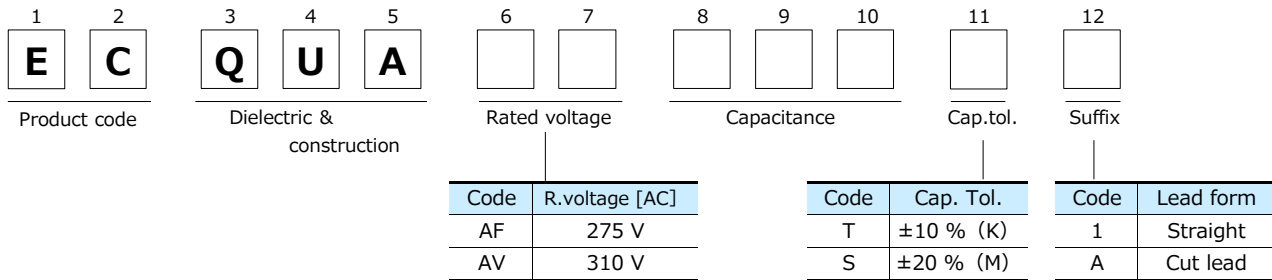 1 2 3 4 5 6 7 8 9 10 11 12
E C Q U A
Product code Dielectric & Rated voltage Capacitance Cap.tol. Suffix
construction
Code R.voltage [AC] Code Cap. Tol. Code Lead form
AF 275 V T ±10 % (K) 1 Straight
AV 310 V S ±20 % (M) A Cut lead